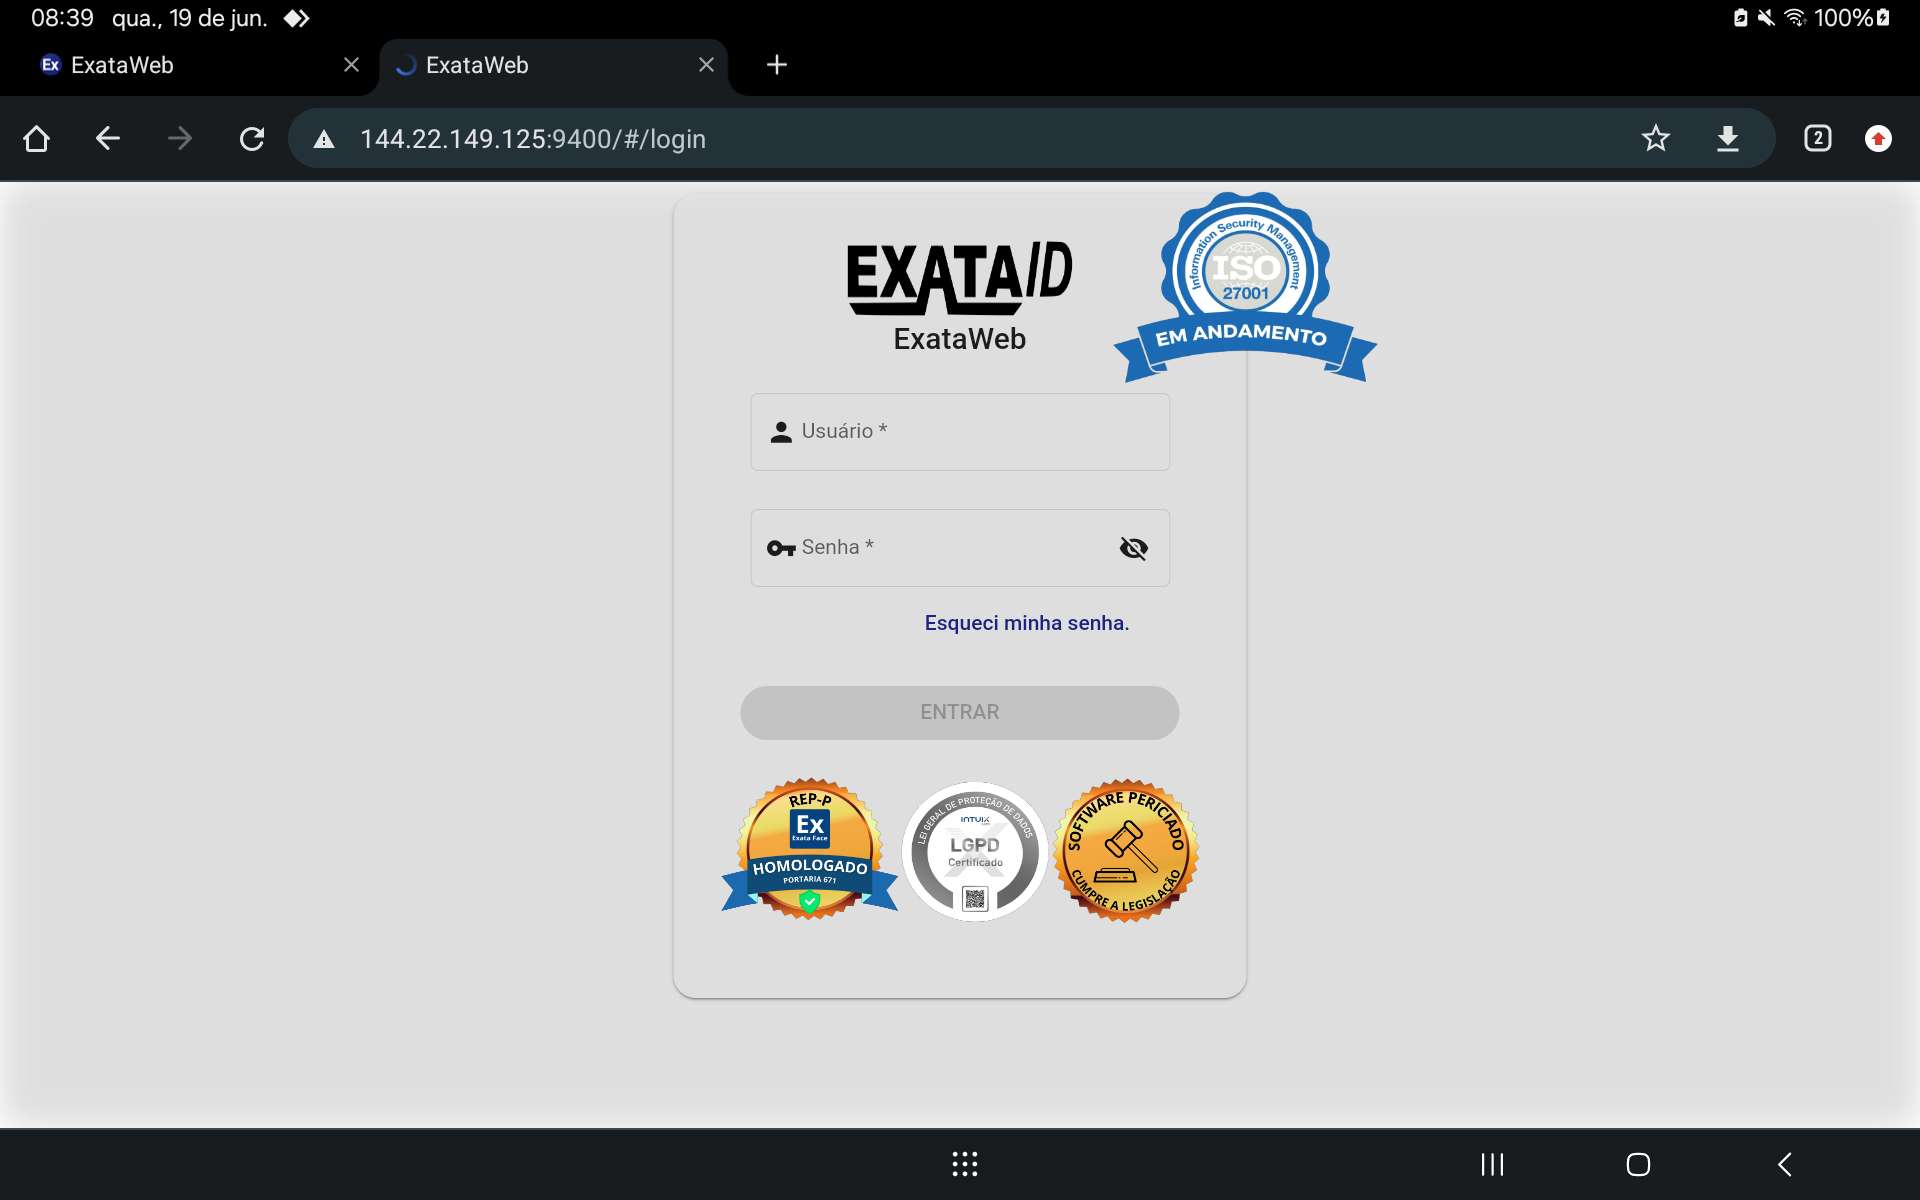 08:39 qua., 19 de jun. 100%
Ex ExataWeb ExataWeb
144.22.149.125:9400/#/login 2
EXATAID
ExataWeb
Information Security Management
ISO
27001
EM ANDAMENTO
Usuário *
Senha *
Esqueci minha senha.
ENTRAR
REP-P
Ex
Exata Face
HOMOLOGADO
PORTARIA 671
LEI GERAL DE PROTEÇÃO DE DADOS
INTUIX
LGPD
Certificado
SOFTWARE PERICIADO
CUMPRE A LEGISLAÇÃO